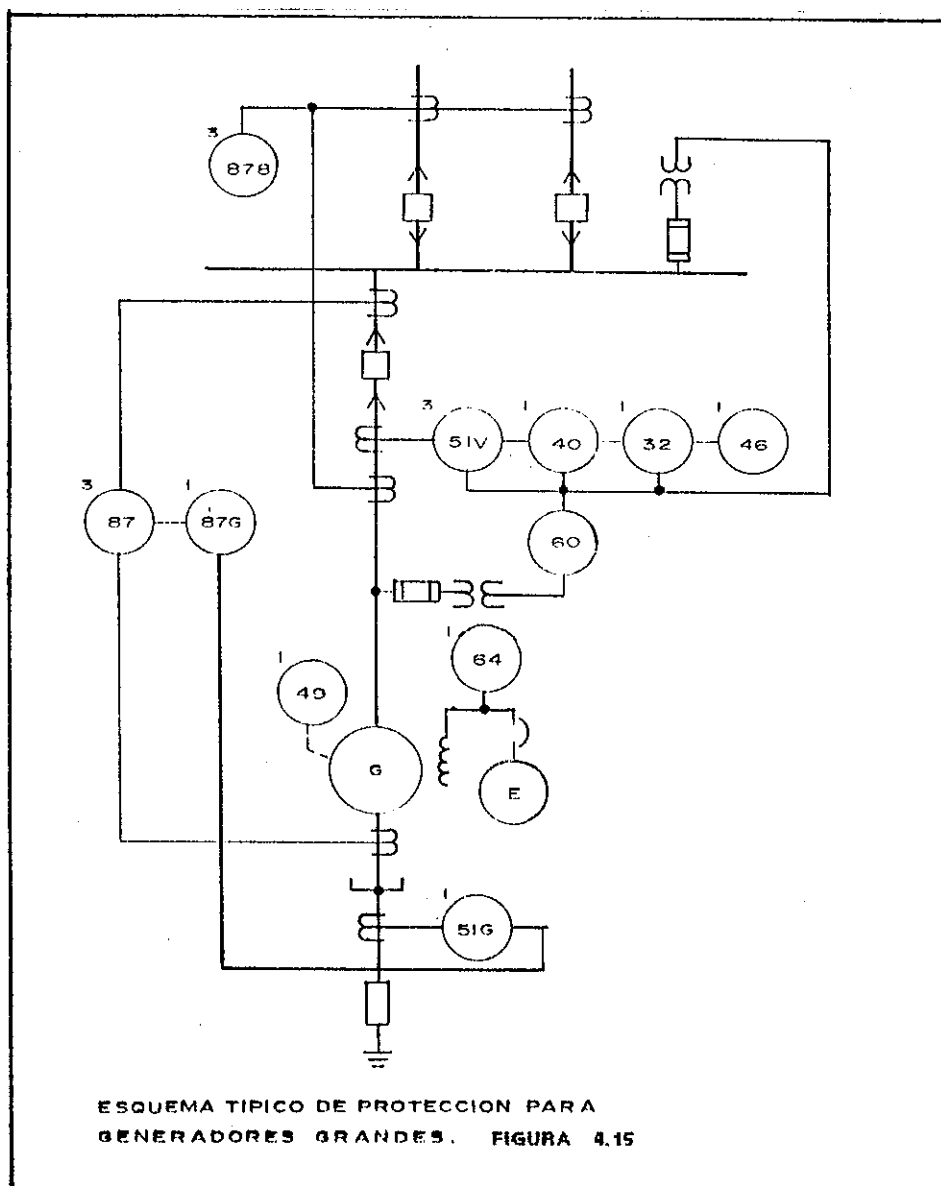 3
878
3
51V
1
40
1
32
1
46
3
87
1
87G
60
1
64
1
49
G
E
1
51G
ESQUEMA TIPICO DE PROTECCION PARA
GENERADORES GRANDES. FIGURA 4.15